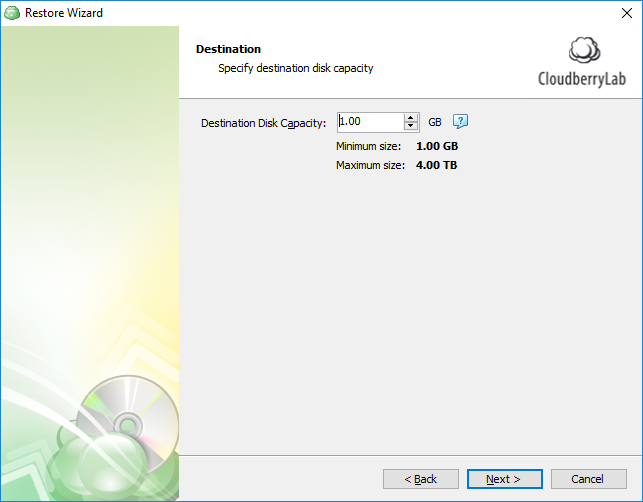 Restore Wizard
Destination
Specify destination disk capacity
CloudberryLab
Destination Disk Capacity: 1.00 GB ?
Minimum size: 1.00 GB
Maximum size: 4.00 TB
< Back Next > Cancel